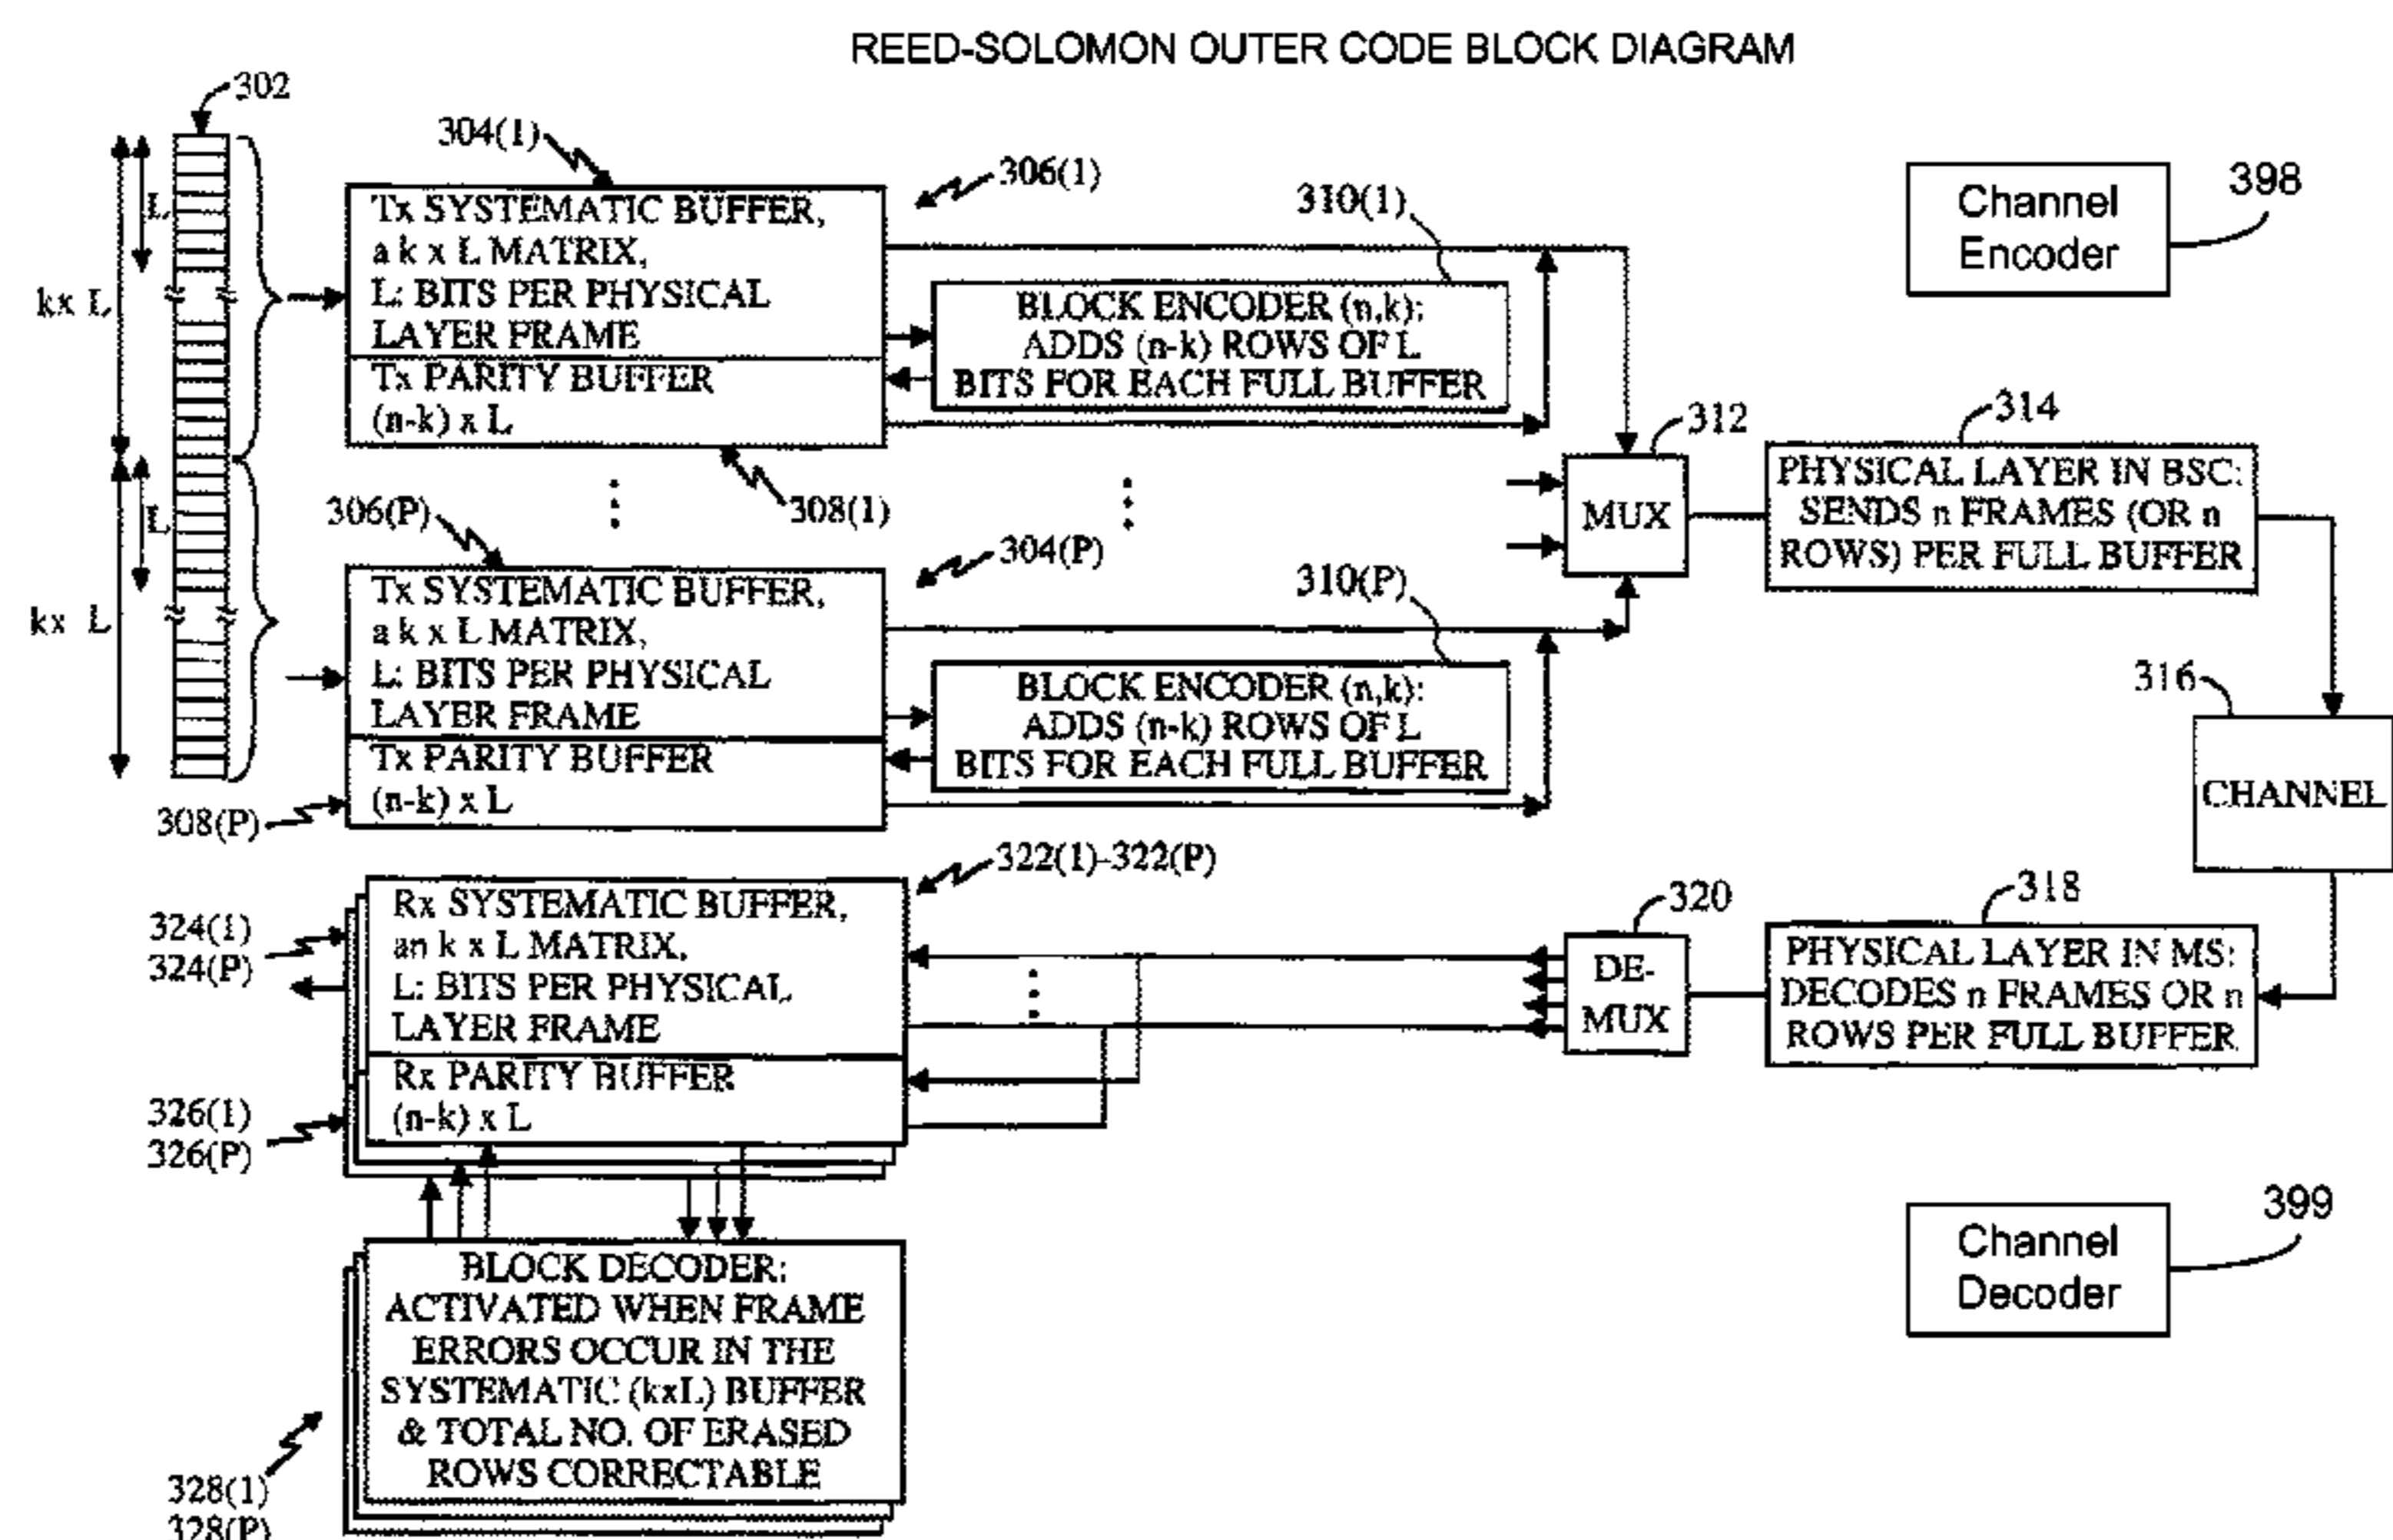 REED-SOLOMON OUTER CODE BLOCK DIAGRAM
302
304(1)
306(1)
L
kx L
Tx SYSTEMATIC BUFFER,
a k x L MATRIX,
L: BITS PER PHYSICAL
LAYER FRAME
Tx PARITY BUFFER
(n-k) x L
308(1)
310(1)
BLOCK ENCODER (n,k):
ADDS (n-k) ROWS OF L
BITS FOR EACH FULL BUFFER
Channel
Encoder
398
312
MUX
314
PHYSICAL LAYER IN BSC:
SENDS n FRAMES (OR n
ROWS) PER FULL BUFFER
L
kx L
306(P)
304(P)
Tx SYSTEMATIC BUFFER,
a k x L MATRIX,
L: BITS PER PHYSICAL
LAYER FRAME
Tx PARITY BUFFER
(n-k) x L
308(P)
310(P)
BLOCK ENCODER (n,k):
ADDS (n-k) ROWS OF L
BITS FOR EACH FULL BUFFER
316
CHANNEL
322(1)-322(P)
324(1)
324(P)
Rx SYSTEMATIC BUFFER,
an k x L MATRIX,
L: BITS PER PHYSICAL
LAYER FRAME
Rx PARITY BUFFER
(n-k) x L
326(1)
326(P)
320
DE-
MUX
318
PHYSICAL LAYER IN MS:
DECODES n FRAMES OR n
ROWS PER FULL BUFFER
BLOCK DECODER:
ACTIVATED WHEN FRAME
ERRORS OCCUR IN THE
SYSTEMATIC (kxL) BUFFER
& TOTAL NO. OF ERASED
ROWS CORRECTABLE
328(1)
328(P)
Channel
Decoder
399